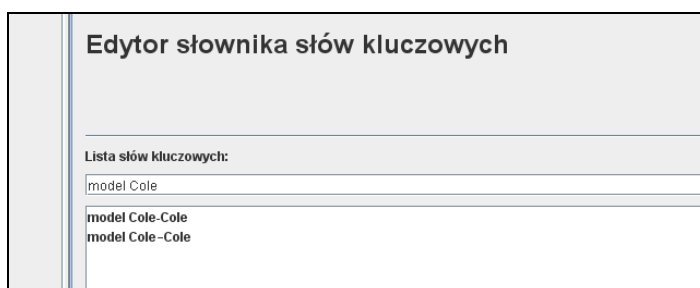 Edytor słownika słów kluczowych
Lista słów kluczowych:
model Cole
model Cole-Cole
model Cole–Cole